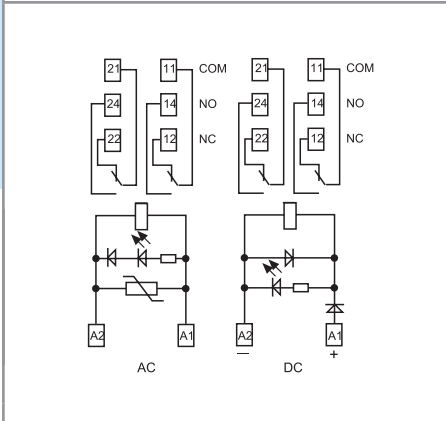 21 11 COM 21 11 COM
24 14 NO 24 14 NO
22 12 NC 22 12 NC
A2 A1 A2 A1
— +
AC DC